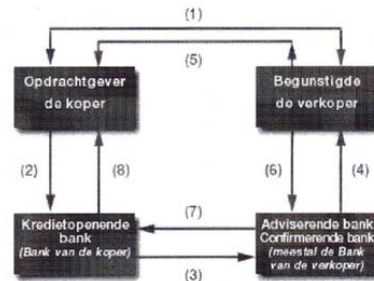 (1)
(5)
Opdrachtgever
de koper
Begunstigde
de verkoper
(2)
(8)
(6)
(4)
(7)
Kredietopenende
bank
(Bank van de koper)
Adviserende bank
Confirmerende bank
(meestal de Bank
van de verkoper)
(3)